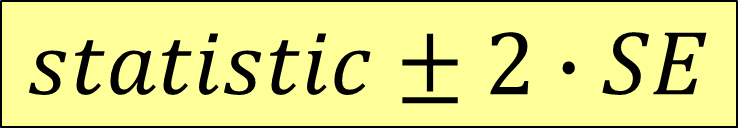 statistic ± 2 · SE